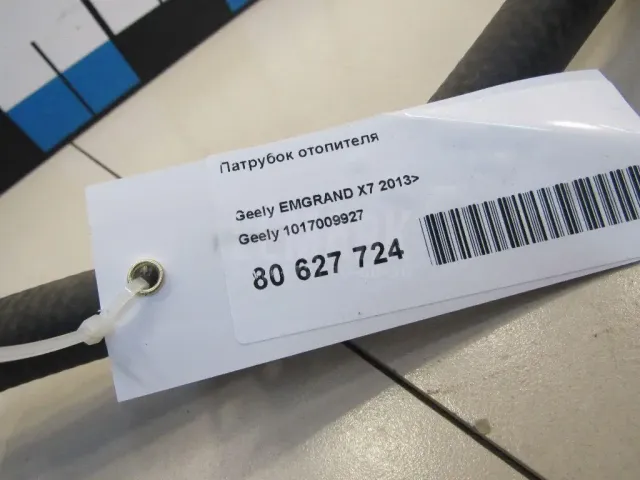 Патрубок отопителя
Geely EMGRAND X7 2013>
Geely 1017009927
80 627 724